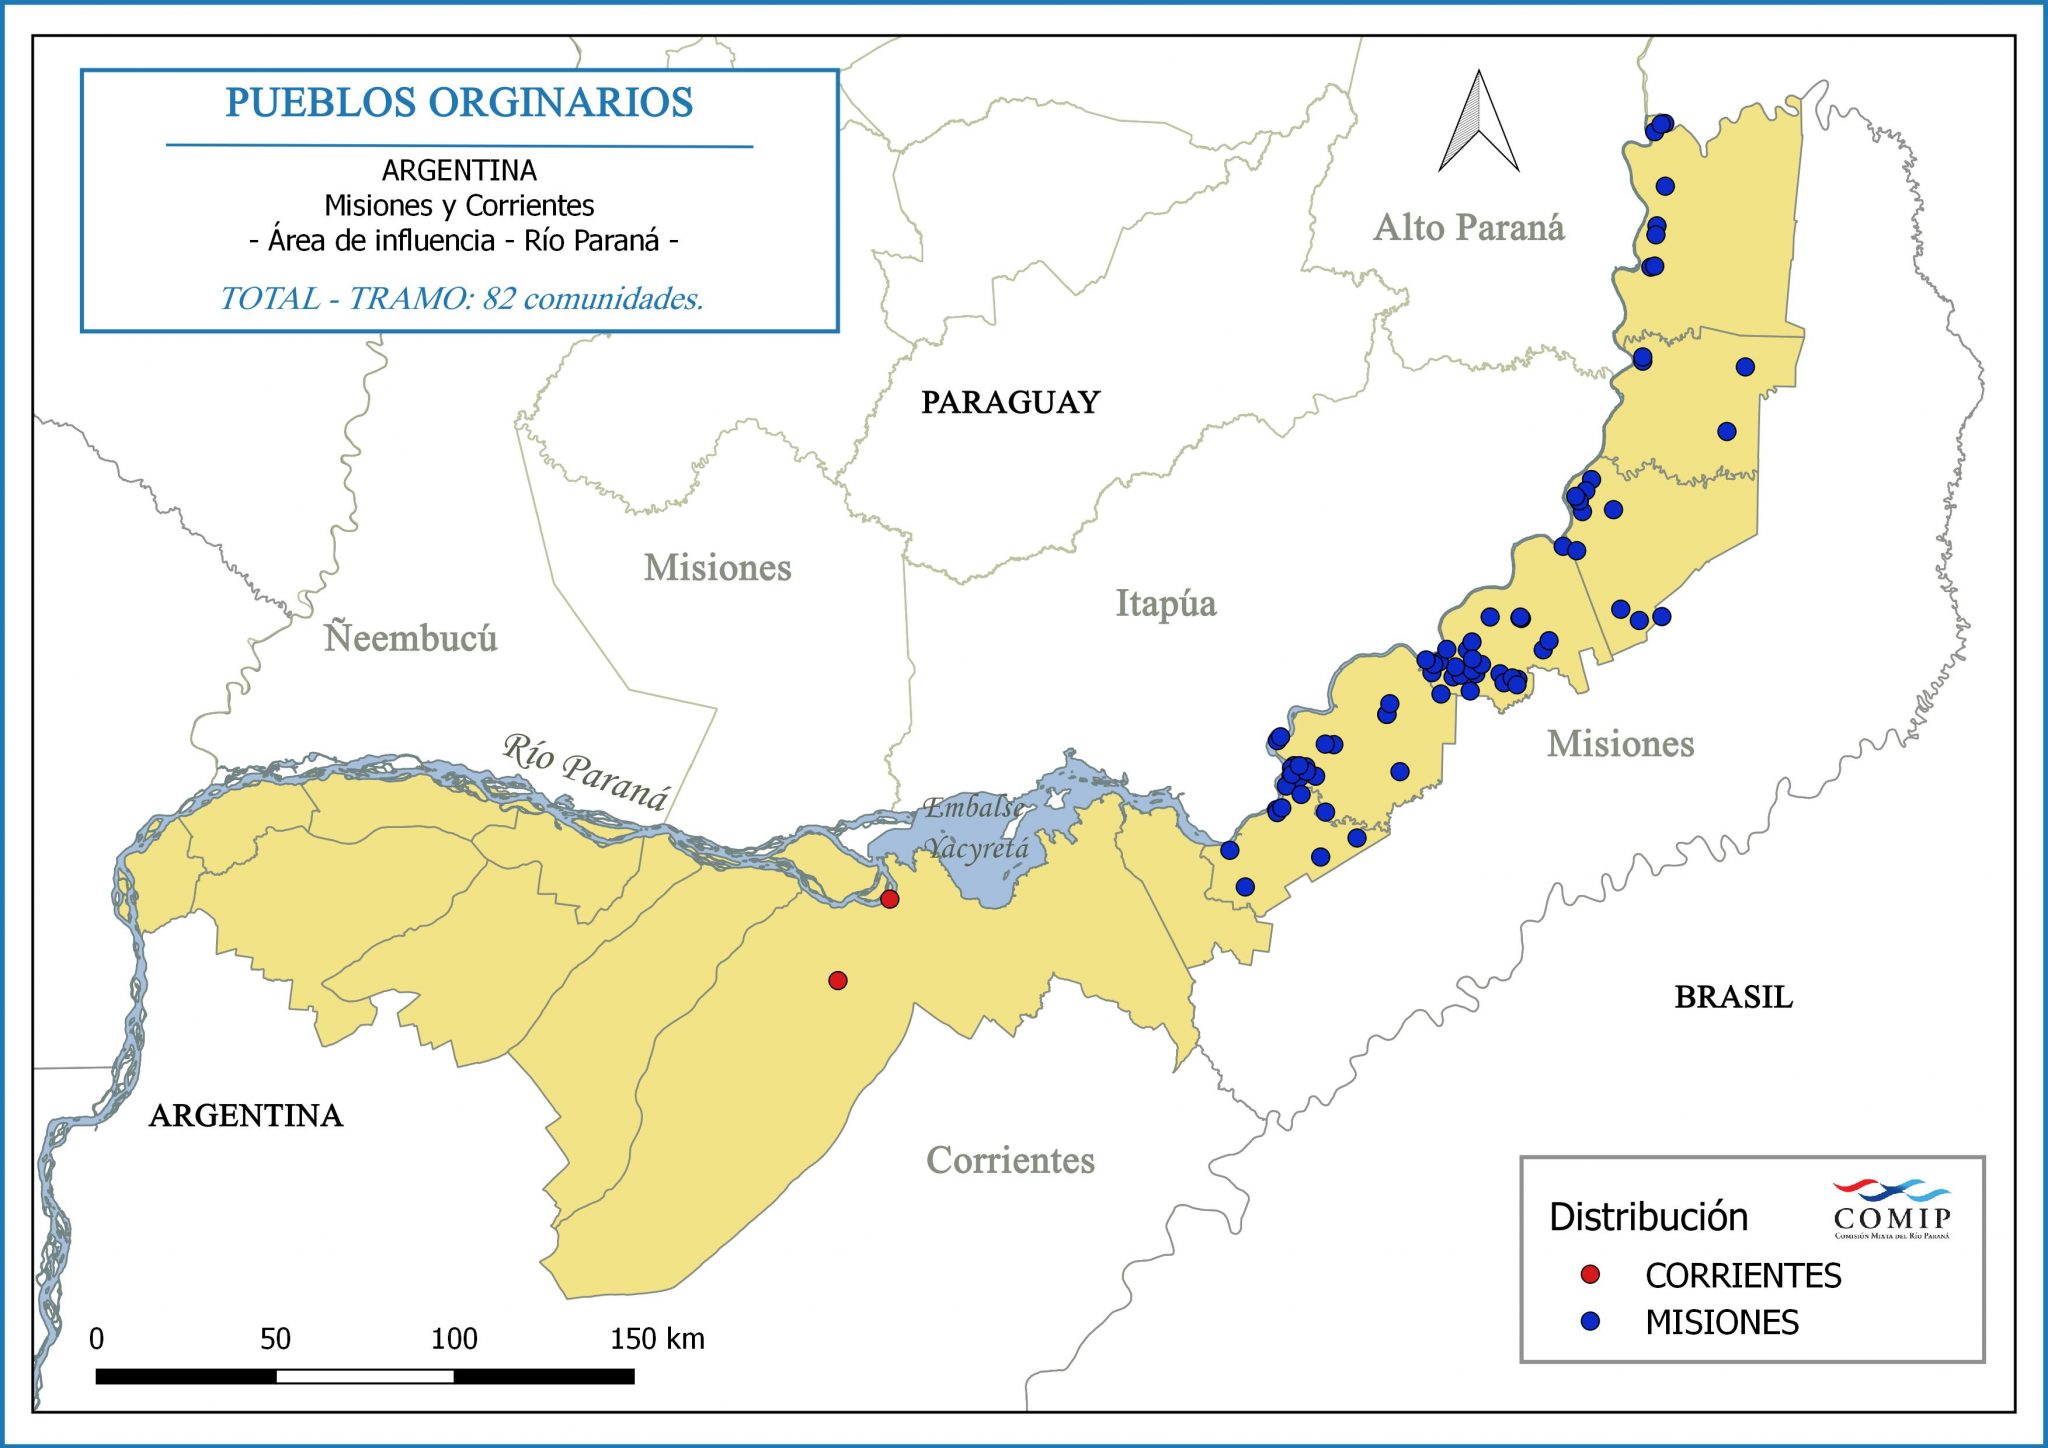 PUEBLOS ORGINARIOS
ARGENTINA
Misiones y Corrientes
- Área de influencia - Río Paraná -
TOTAL - TRAMO: 82 comunidades.
Alto Paraná
PARAGUAY
Misiones
Itapúa
Ñeembucú
Misiones
Río Paraná
Embalse
Yacyretá
BRASIL
ARGENTINA
Corrientes
Distribución
COMIP
COMISIÓN MIXTA DEL RÍO PARANÁ
CORRIENTES
MISIONES
0 50 100 150 km